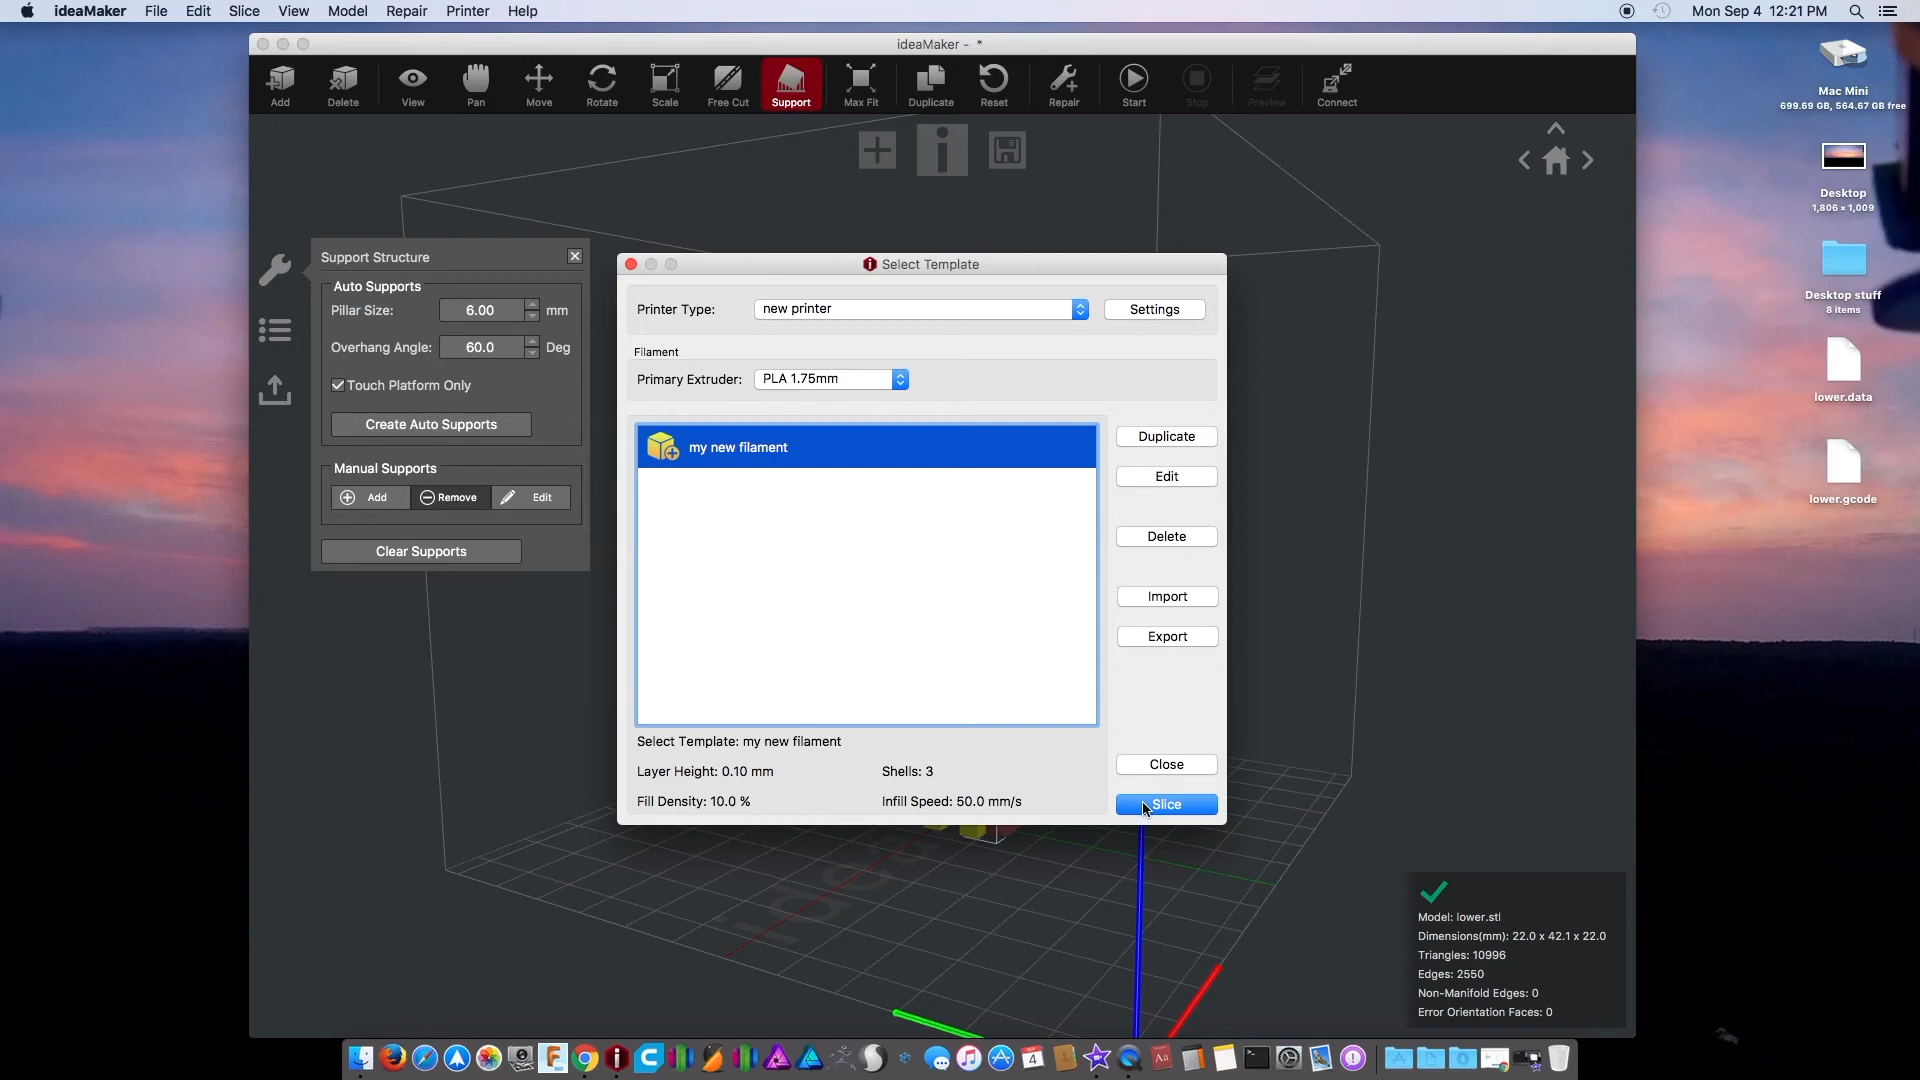 ideaMaker File Edit Slice View Model Repair Printer Help
Mon Sep 4 12:21 PM
ideaMaker - *
Add Delete View Pan Move Rotate Scale Free Cut Support Max Fit Duplicate Reset Repair Start Stop Preview Connect
Mac Mini
699.69 GB, 564.67 GB free
Desktop
1,806 × 1,009
Desktop stuff
8 items
lower.data
lower.gcode
Support Structure
Auto Supports
Pillar Size: 6.00 mm
Overhang Angle: 60.0 Deg
Touch Platform Only
Create Auto Supports
Manual Supports
Add Remove Edit
Clear Supports
Select Template
Printer Type: new printer Settings
Filament
Primary Extruder: PLA 1.75mm
my new filament
Duplicate
Edit
Delete
Import
Export
Select Template: my new filament
Layer Height: 0.10 mm Shells: 3
Fill Density: 10.0 % Infill Speed: 50.0 mm/s
Close
Slice
idea
Model: lower.stl
Dimensions(mm): 22.0 x 42.1 x 22.0
Triangles: 10996
Edges: 2550
Non-Manifold Edges: 0
Error Orientation Faces: 0